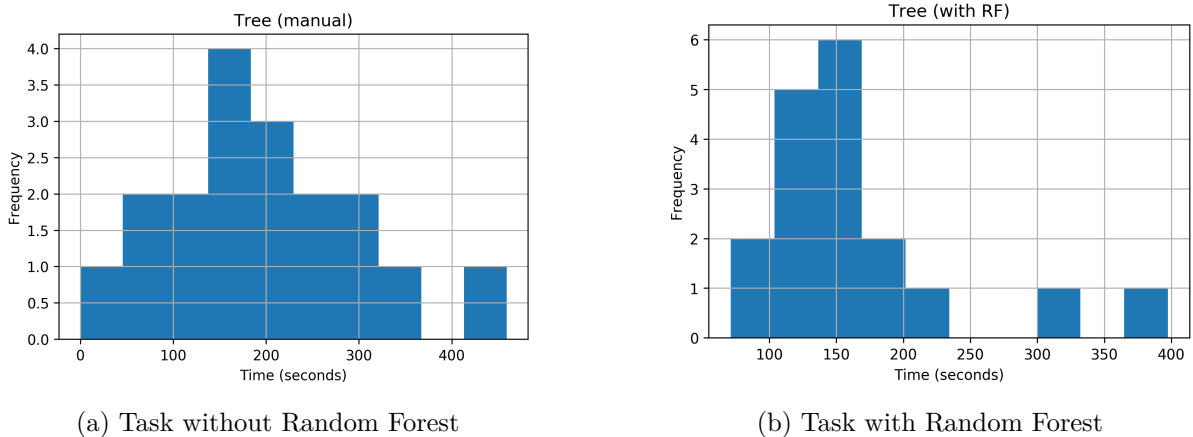 Tree (manual)
4.0
3.5
3.0
2.5
2.0
1.5
1.0
0.5
0.0
Frequency
0 100 200 300 400
Time (seconds)
(a) Task without Random Forest
Tree (with RF)
6
5
4
3
2
1
0
Frequency
100 150 200 250 300 350 400
Time (seconds)
(b) Task with Random Forest